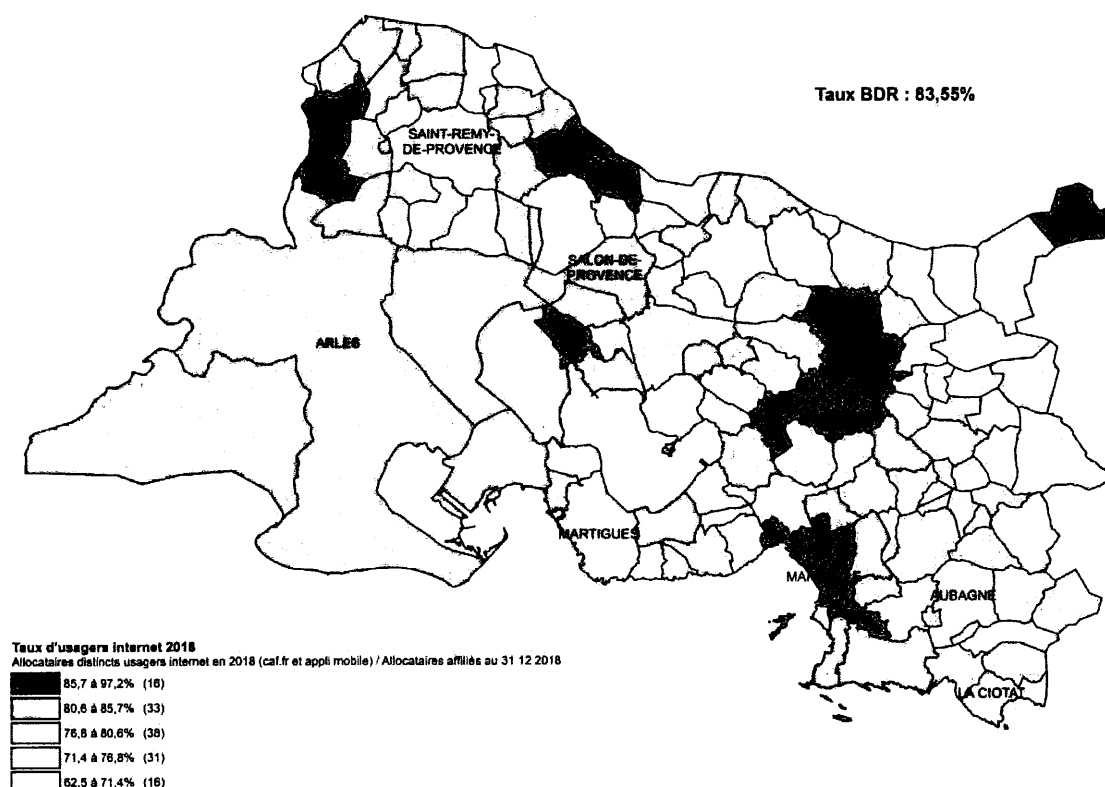 Taux BDR : 83,55%
SAINT-REMY-
DE-PROVENCE
SALON-DE-
PROVENCE
ARLES
MARTIGUES
AUBAGNE
LA CIOTAT
Taux d'usagers internet 2018
Allocataires distincts usagers internet en 2018 (caf.fr et appli mobile) / Allocataires affiliés au 31 12 2018
85,7 à 97,2% (16)
80,6 à 85,7% (33)
76,8 à 80,6% (38)
71,4 à 76,8% (31)
62,5 à 71,4% (16)